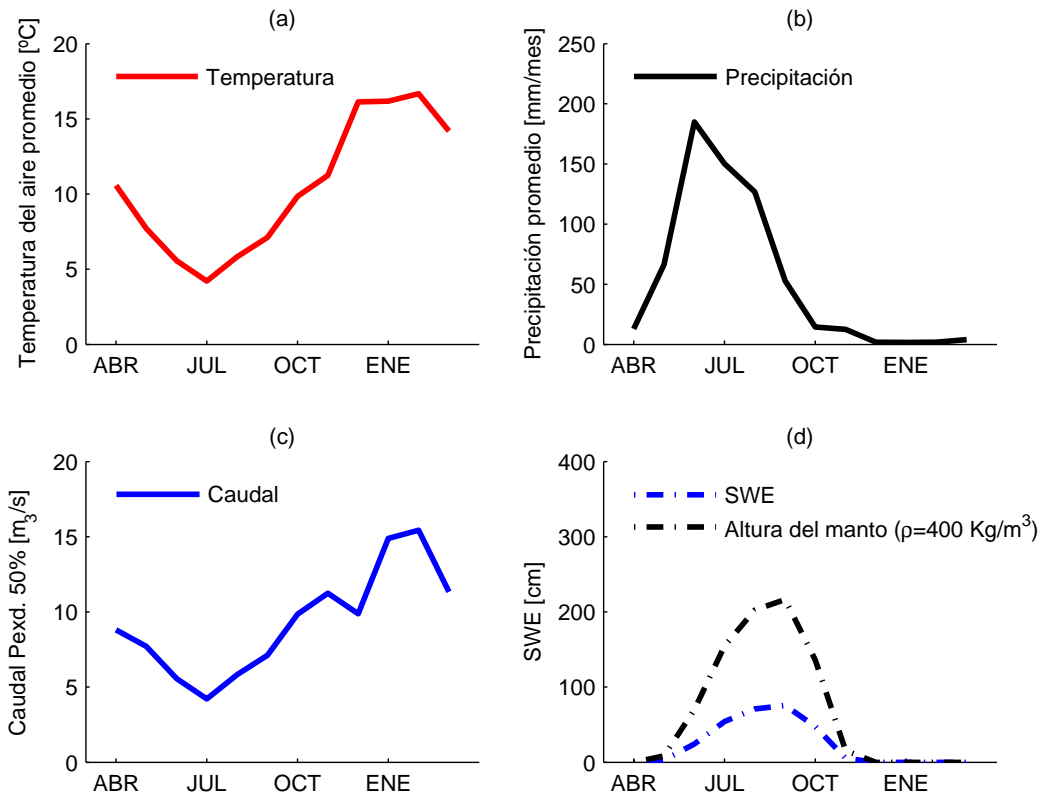 (a)
Temperatura del aire promedio [ºC]
20
15
10
5
0
Temperatura
ABR JUL OCT ENE
(b)
Precipitación promedio [mm/mes]
250
200
150
100
50
0
Precipitación
ABR JUL OCT ENE
(c)
Caudal Pexd. 50% [m₃/s]
20
15
10
5
0
Caudal
ABR JUL OCT ENE
(d)
SWE [cm]
400
300
200
100
0
SWE
Altura del manto (ρ=400 Kg/m³)
ABR JUL OCT ENE